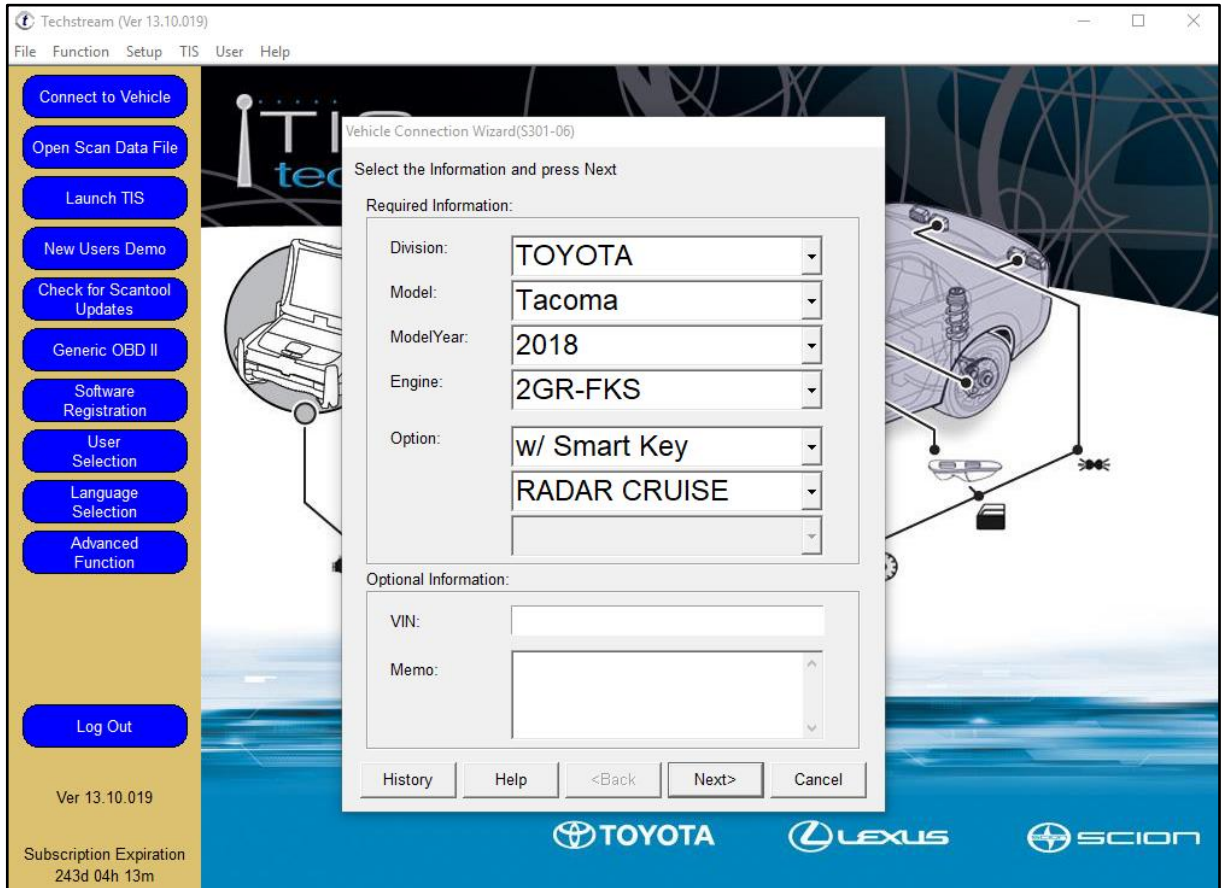 Techstream (Ver 13.10.019)
File Function Setup TIS User Help
Connect to Vehicle
Open Scan Data File
Launch TIS
New Users Demo
Check for Scantool
Updates
Generic OBD II
Software
Registration
User
Selection
Language
Selection
Advanced
Function
Log Out
Ver 13.10.019
Subscription Expiration
243d 04h 13m
Vehicle Connection Wizard(S301-06)
Select the Information and press Next
Required Information:
Division: TOYOTA
Model: Tacoma
ModelYear: 2018
Engine: 2GR-FKS
Option: w/ Smart Key
RADAR CRUISE
Optional Information:
VIN:
Memo:
History Help <Back Next> Cancel
TOYOTA LEXUS SCION